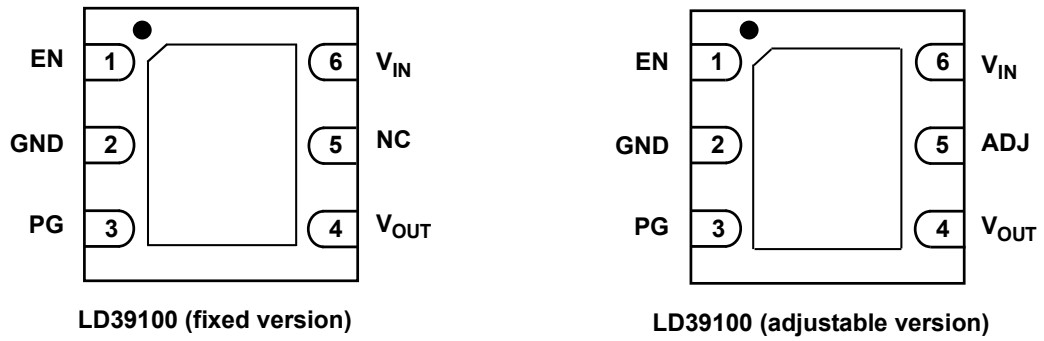 EN 1 6 VIN
GND 2 5 NC
PG 3 4 VOUT
LD39100 (fixed version)
EN 1 6 VIN
GND 2 5 ADJ
PG 3 4 VOUT
LD39100 (adjustable version)